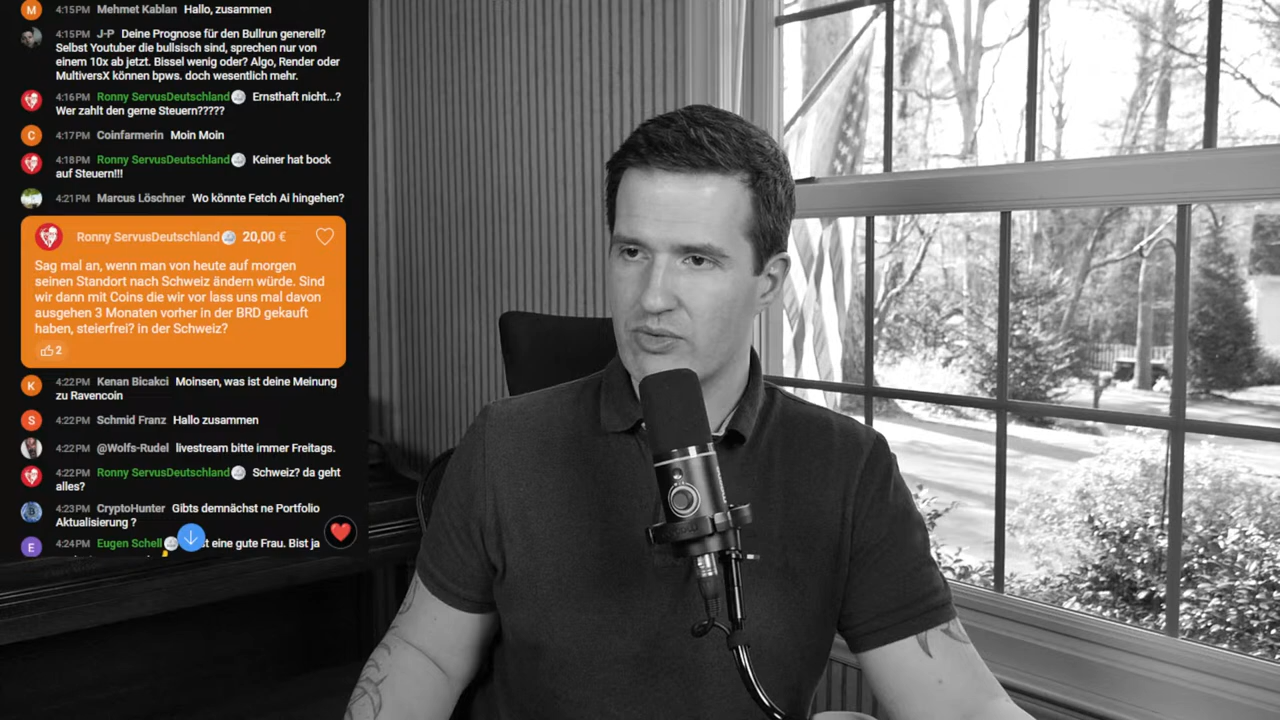 M 4:15PM Mehmet Kablan Hallo, zusammen
4:15PM J-P Deine Prognose für den Bullrun generell?
Selbst Youtuber die bullsisch sind, sprechen nur von
einem 10x ab jetzt. Bissel wenig oder? Algo, Render oder
MultiversX können bpws. doch wesentlich mehr.
4:16PM Ronny ServusDeutschland Ernsthaft nicht...?
Wer zahlt den gerne Steuern?????
C 4:17PM Coinfarmerin Moin Moin
4:18PM Ronny ServusDeutschland Keiner hat bock
auf Steuern!!!
4:21PM Marcus Löschner Wo könnte Fetch Ai hingehen?
Ronny ServusDeutschland 20,00 €
Sag mal an, wenn man von heute auf morgen
seinen Standort nach Schweiz ändern würde. Sind
wir dann mit Coins die wir vor lass uns mal davon
ausgehen 3 Monaten vorher in der BRD gekauft
haben, steierfrei? in der Schweiz?
2
K 4:22PM Kenan Bicakci Moinsen, was ist deine Meinung
zu Ravencoin
S 4:22PM Schmid Franz Hallo zusammen
4:22PM @Wolfs-Rudel livestream bitte immer Freitags.
4:22PM Ronny ServusDeutschland Schweiz? da geht
alles?
4:23PM CryptoHunter Gibts demnächst ne Portfolio
Aktualisierung ?
E 4:24PM Eugen Schell eine gute Frau. Bist ja